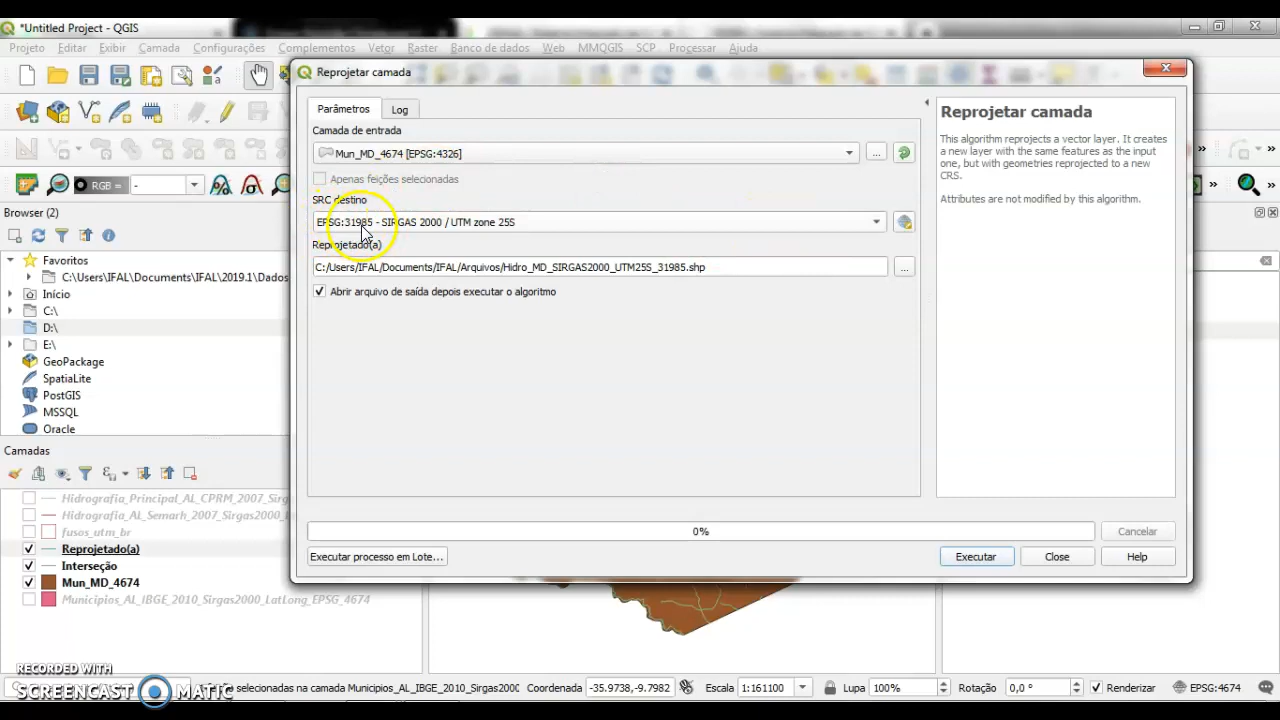 *Untitled Project - QGIS
Projeto Editar Exibir Camada Configurações Complementos Vetor Raster Banco de dados Web MMQGIS SCP Processar Ajuda
Reprojetar camada
Parâmetros Log
Camada de entrada
Mun_MD_4674 [EPSG:4326]
...
Apenas feições selecionadas
SRC destino
EPSG:31985 - SIRGAS 2000 / UTM zone 25S
Reprojetado(a)
C:/Users/IFAL/Documents/IFAL/Arquivos/Hidro_MD_SIRGAS2000_UTM25S_31985.shp
...
Abrir arquivo de saída depois executar o algoritmo
Reprojetar camada
This algorithm reprojects a vector layer. It creates
a new layer with the same features as the input
one, but with geometries reprojected to a new
CRS.
Attributes are not modified by this algorithm.
0%
Cancelar
Executar processo em Lote...
Executar
Close
Help
RGB =
-
Browser (2)
Favoritos
C:\Users\IFAL\Documents\IFAL\2019.1\Dados
Início
C:\
D:\
E:\
GeoPackage
SpatiaLite
PostGIS
MSSQL
Oracle
Camadas
Hidrografia_Principal_AL_CPRM_2007_Sirg
Hidrografia_AL_Semarh_2007_Sirgas2000_
fusos_utm_br
Reprojetado(a)
Interseção
Mun_MD_4674
Municipios_AL_IBGE_2010_Sirgas2000_LatLong_EPSG_4674
RECORDED WITH
SCREENCAST MATIC
selecionadas na camada Municipios_AL_IBGE_2010_Sirgas2000 Coordenada -35.9738,-9.7982 Escala 1:161100 Lupa 100% Rotação 0,0 ° Renderizar EPSG:4674